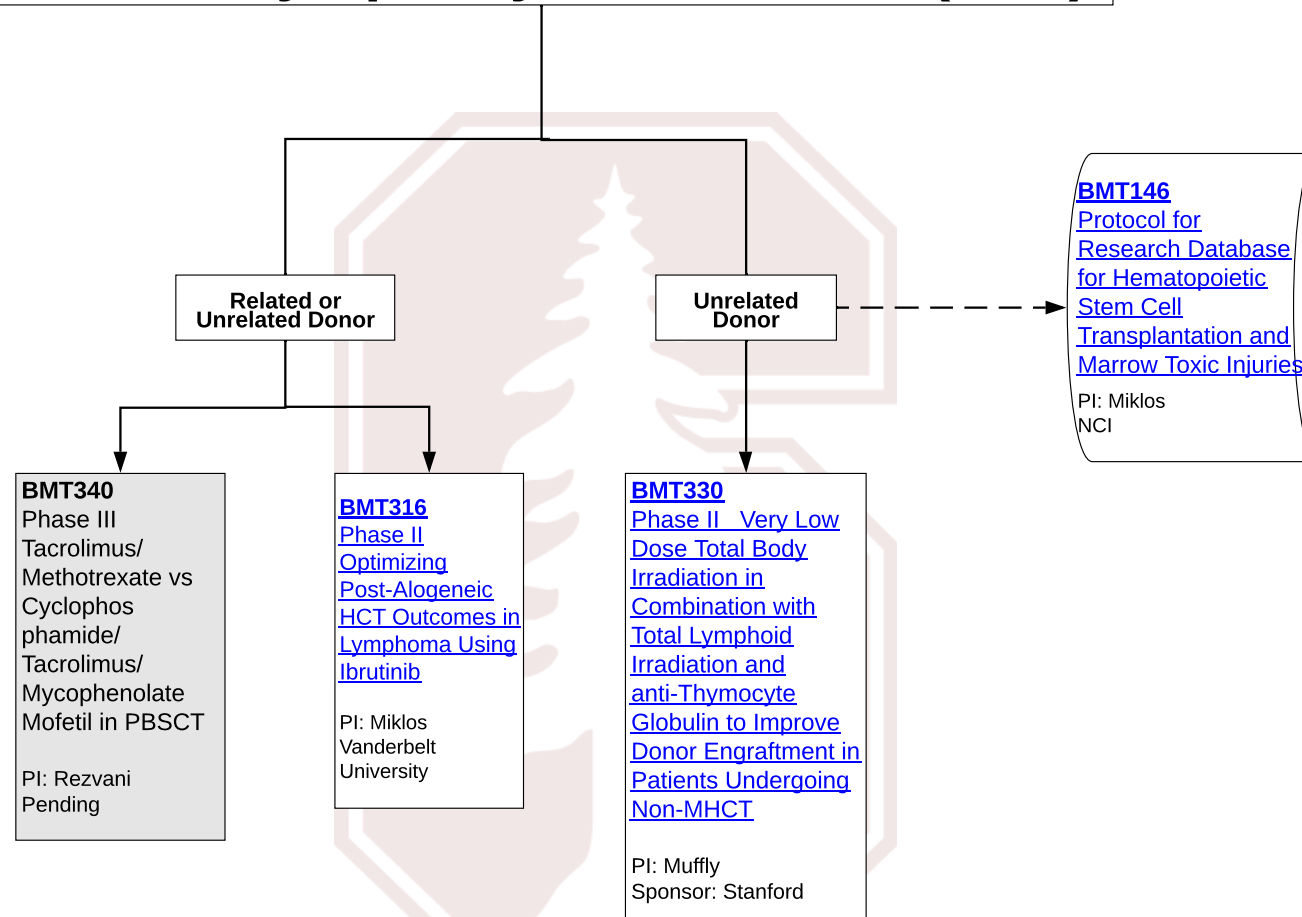 Related or
Unrelated Donor
Unrelated
Donor
BMT146
Protocol for
Research Database
for Hematopoietic
Stem Cell
Transplantation and
Marrow Toxic Injuries
PI: Miklos
NCI
BMT340
Phase III
Tacrolimus/
Methotrexate vs
Cyclophos
phamide/
Tacrolimus/
Mycophenolate
Mofetil in PBSCT
PI: Rezvani
Pending
BMT316
Phase II
Optimizing
Post-Alogeneic
HCT Outcomes in
Lymphoma Using
Ibrutinib
PI: Miklos
Vanderbelt
University
BMT330
Phase II   Very Low
Dose Total Body
Irradiation in
Combination with
Total Lymphoid
Irradiation and
anti-Thymocyte
Globulin to Improve
Donor Engraftment in
Patients Undergoing
Non-MHCT
PI: Muffly
Sponsor: Stanford